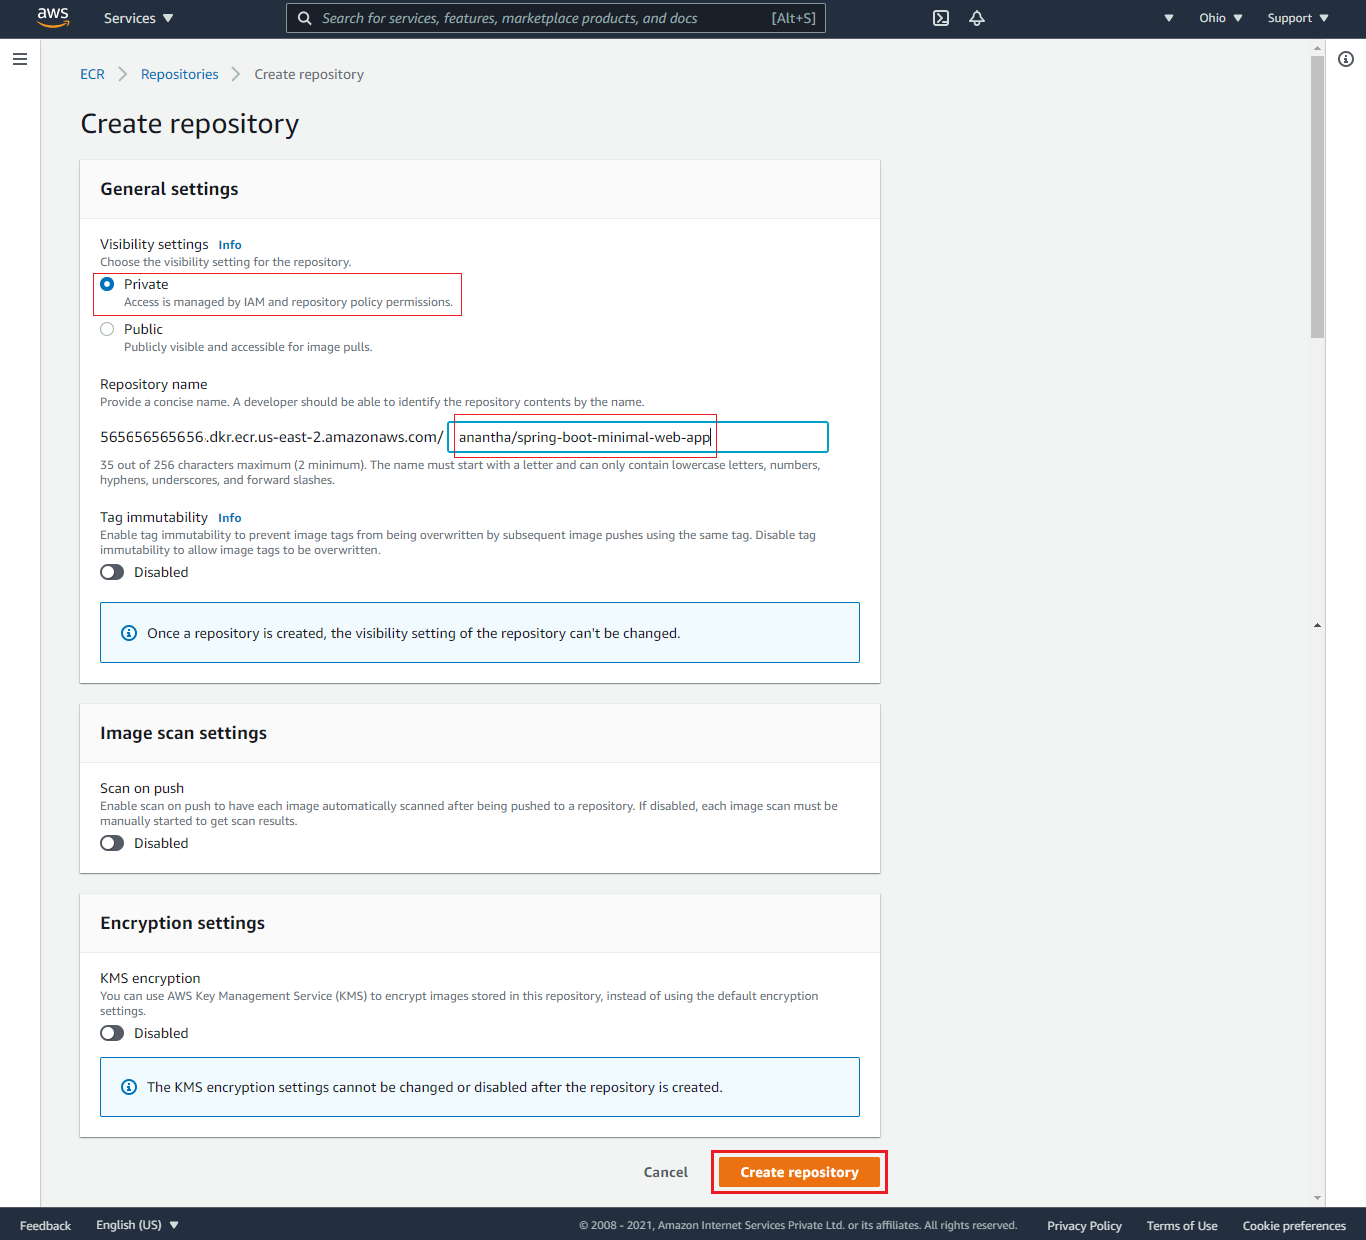 aws
Services
Search for services, features, marketplace products, and docs [Alt+S]
Ohio
Support
ECR
Repositories
Create repository
Create repository
General settings
Visibility settings Info
Choose the visibility setting for the repository.
Private
Access is managed by IAM and repository policy permissions.
Public
Publicly visible and accessible for image pulls.
Repository name
Provide a concise name. A developer should be able to identify the repository contents by the name.
565656565656.dkr.ecr.us-east-2.amazonaws.com/ anantha/spring-boot-minimal-web-app
35 out of 256 characters maximum (2 minimum). The name must start with a letter and can only contain lowercase letters, numbers,
hyphens, underscores, and forward slashes.
Tag immutability Info
Enable tag immutability to prevent image tags from being overwritten by subsequent image pushes using the same tag. Disable tag
immutability to allow image tags to be overwritten.
Disabled
Once a repository is created, the visibility setting of the repository can't be changed.
Image scan settings
Scan on push
Enable scan on push to have each image automatically scanned after being pushed to a repository. If disabled, each image scan must be
manually started to get scan results.
Disabled
Encryption settings
KMS encryption
You can use AWS Key Management Service (KMS) to encrypt images stored in this repository, instead of using the default encryption
settings.
Disabled
The KMS encryption settings cannot be changed or disabled after the repository is created.
Cancel
Create repository
Feedback
English (US)
© 2008 - 2021, Amazon Internet Services Private Ltd. or its affiliates. All rights reserved.
Privacy Policy
Terms of Use
Cookie preferences